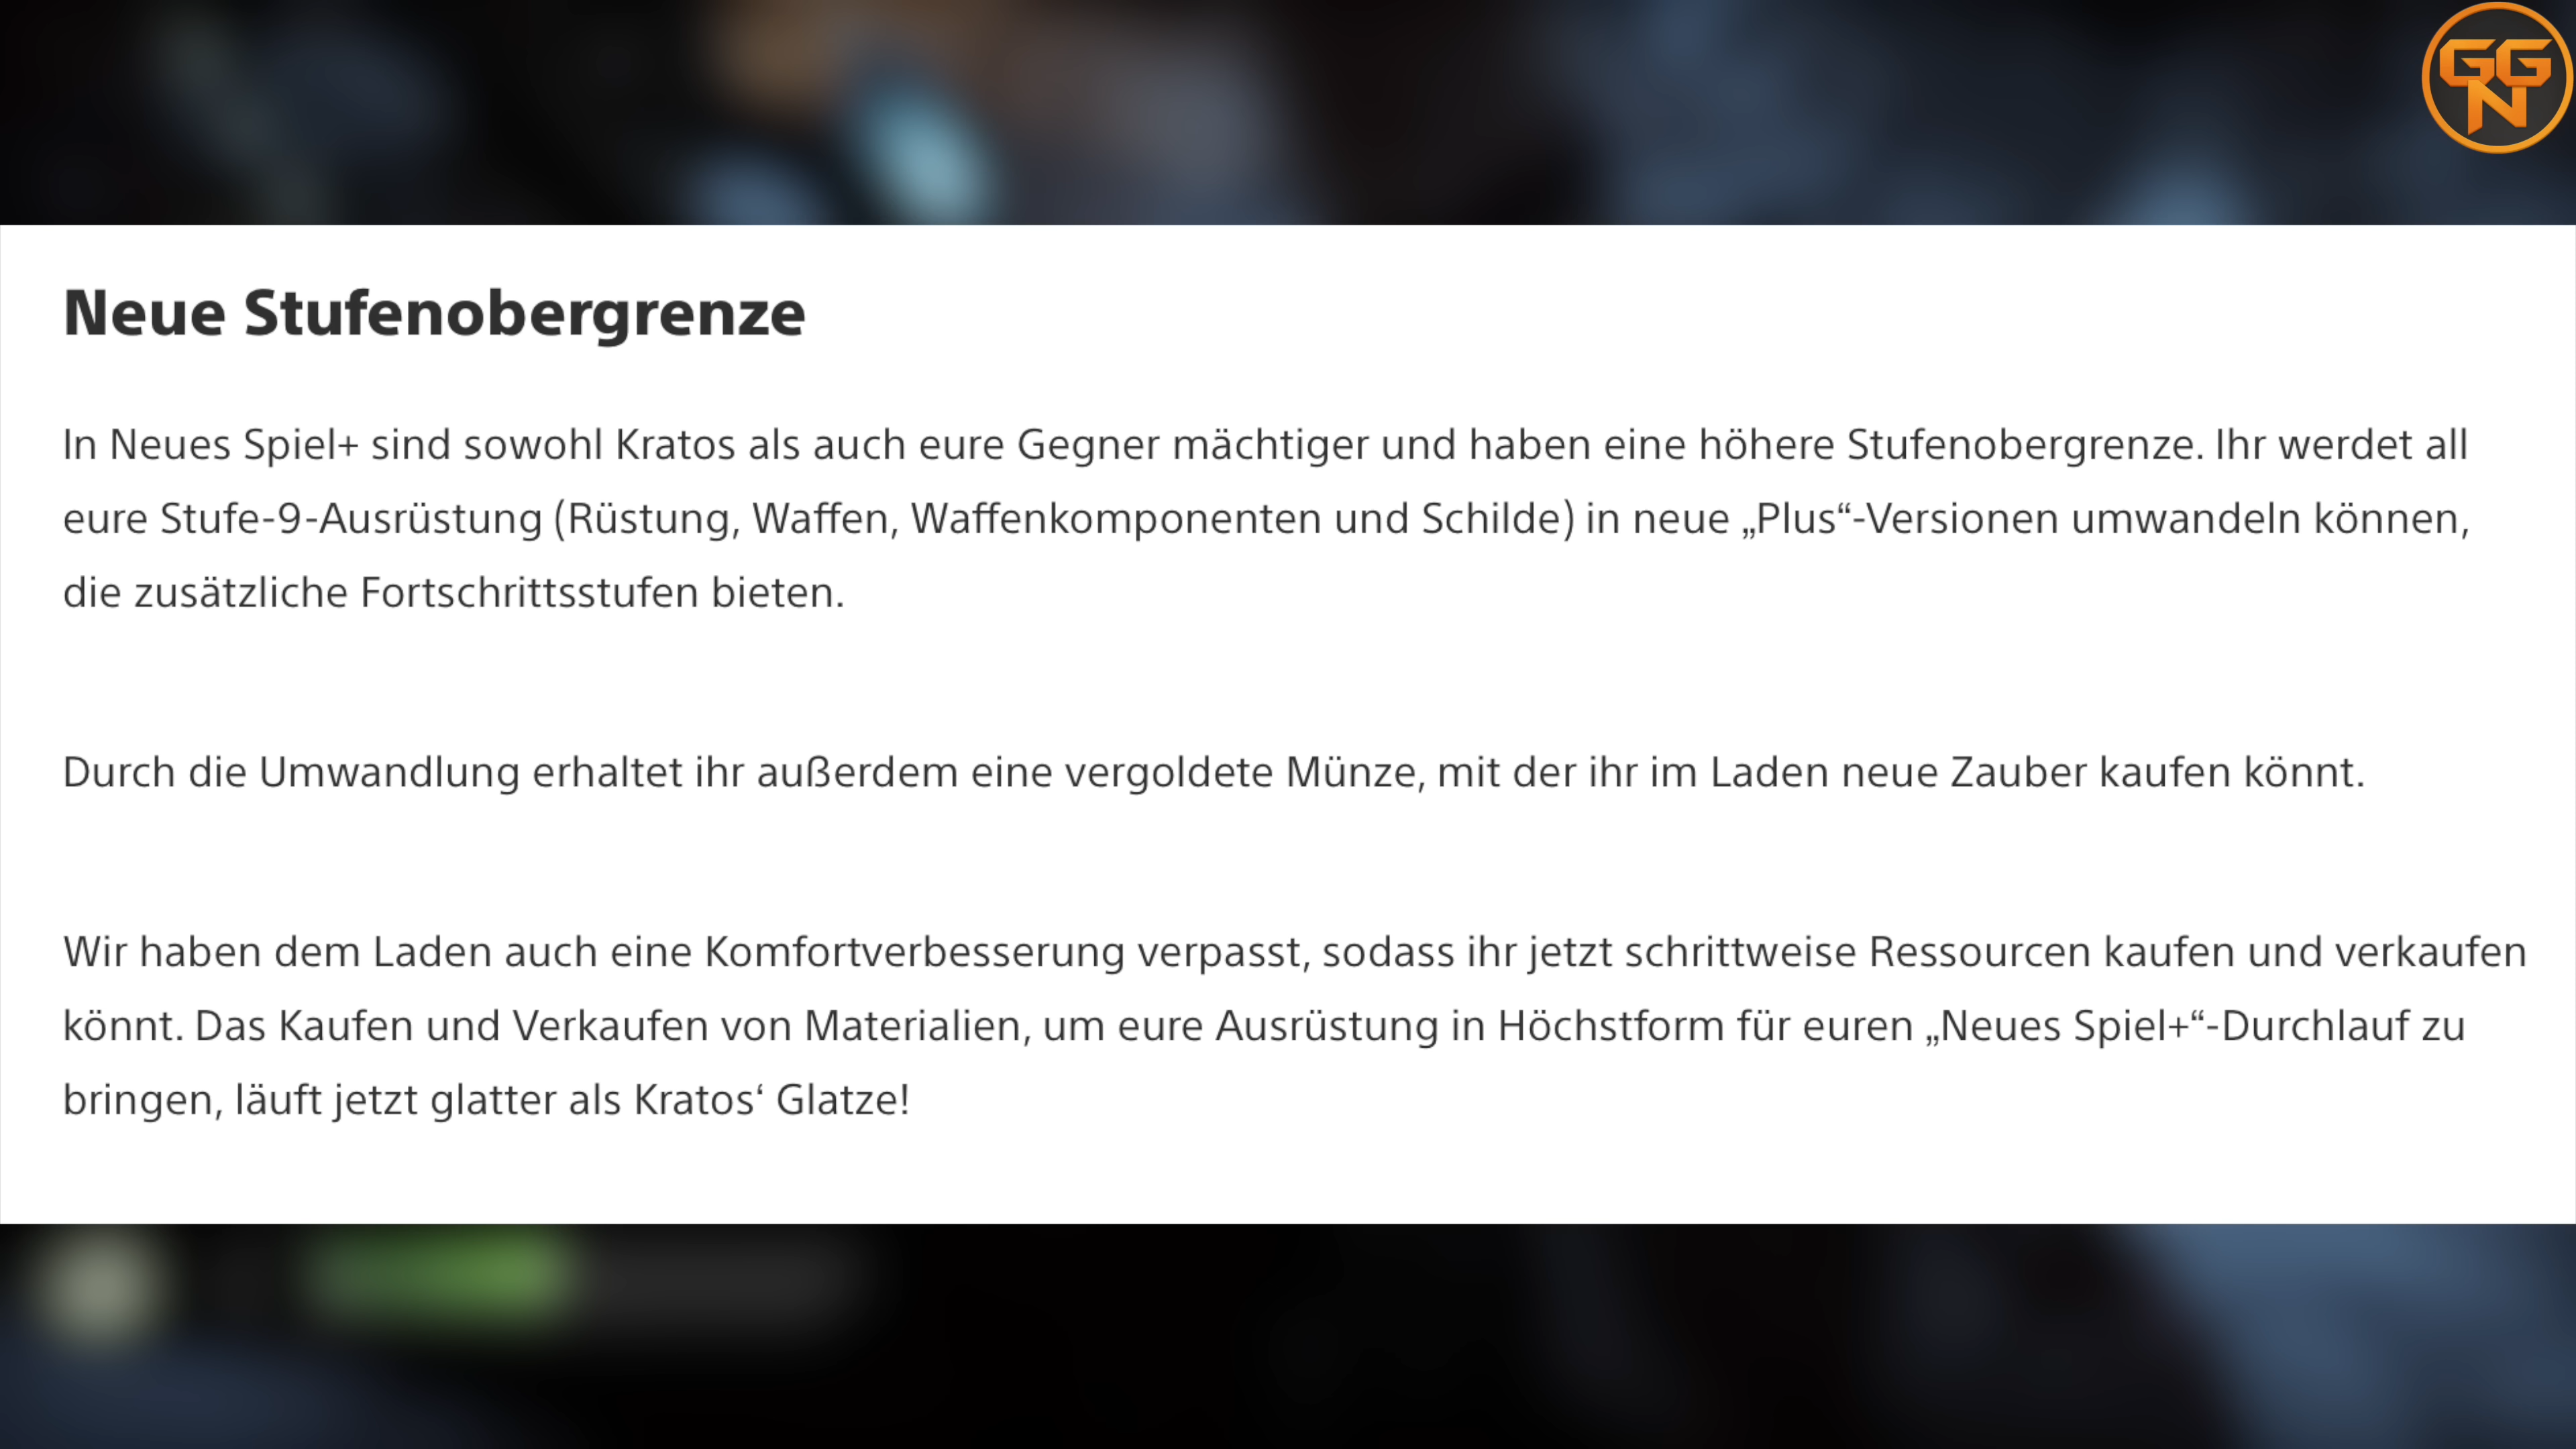 GGN
Neue Stufenobergrenze
In Neues Spiel+ sind sowohl Kratos als auch eure Gegner mächtiger und haben eine höhere Stufenobergrenze. Ihr werdet all
eure Stufe-9-Ausrüstung (Rüstung, Waffen, Waffenkomponenten und Schilde) in neue „Plus“-Versionen umwandeln können,
die zusätzliche Fortschrittsstufen bieten.
Durch die Umwandlung erhaltet ihr außerdem eine vergoldete Münze, mit der ihr im Laden neue Zauber kaufen könnt.
Wir haben dem Laden auch eine Komfortverbesserung verpasst, sodass ihr jetzt schrittweise Ressourcen kaufen und verkaufen
könnt. Das Kaufen und Verkaufen von Materialien, um eure Ausrüstung in Höchstform für euren „Neues Spiel+“-Durchlauf zu
bringen, läuft jetzt glatter als Kratos‘ Glatze!